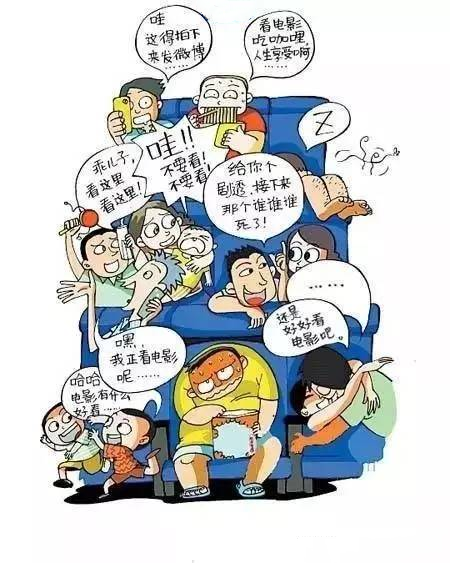 哇
这得拍下
来发微博
……
看电影
吃咖哩,
人生享受啊
……
Z
乖儿子,
看这里
看这里!
哇!!
不要看!
不要看!
给你个
剧透,接下来
那个谁谁谁
死了!
……
嘿,
我正看电影
呢……
还是
好好看
电影吧。
哈哈
电影有什么
好看……